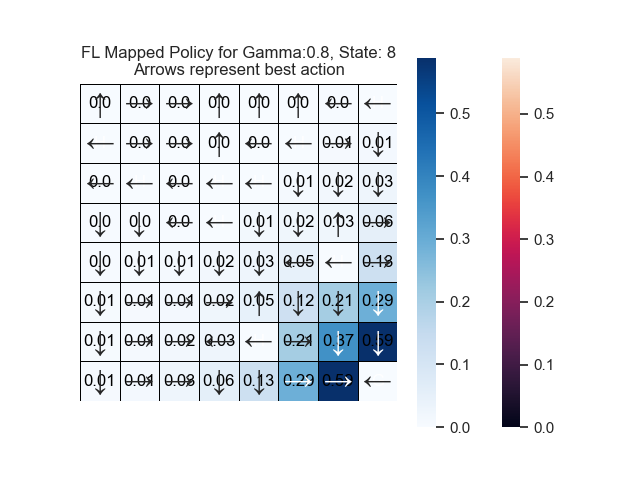 FL Mapped Policy for Gamma:0.8, State: 8
Arrows represent best action
0.0 0.0 0.0 0.0 0.0 0.0 0.0
0.0 0.0 0.0 0.0 0.01 0.01
0.0 0.0 0.01 0.02 0.03
0.0 0.0 0.0 0.01 0.02 0.03 0.06
0.0 0.01 0.01 0.02 0.03 0.05
0.01 0.01 0.01 0.02 0.05 0.12 0.21 0.29
0.01 0.01 0.02 0.03 0.21 0.37 0.59
0.01 0.01 0.03 0.06 0.13 0.29 0.59
0.5
0.4
0.3
0.2
0.1
0.0
0.5
0.4
0.3
0.2
0.1
0.0